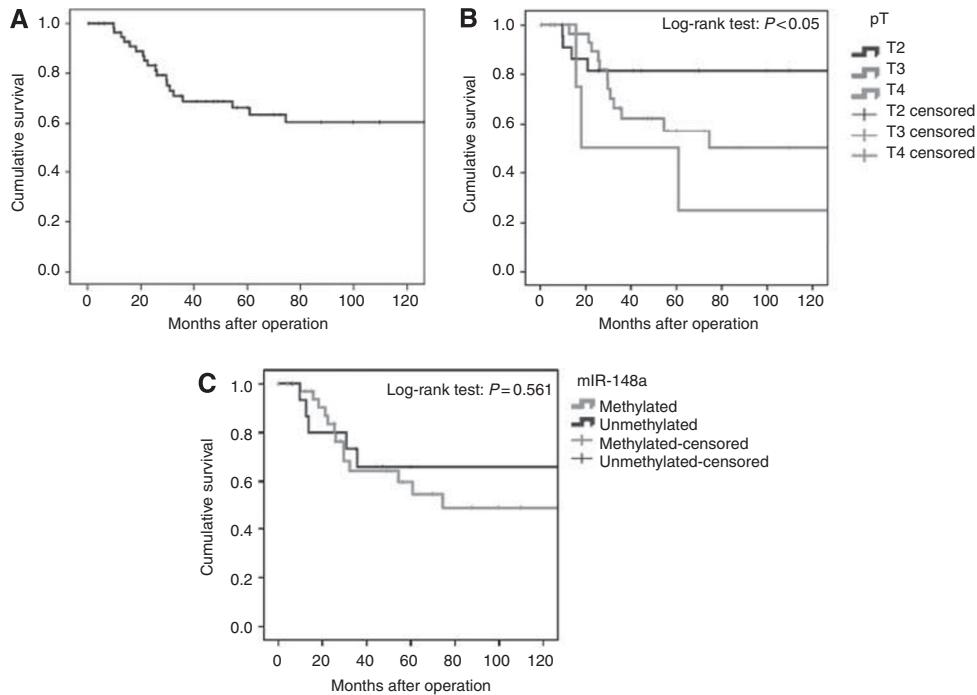 A
Cumulative survival
1.0
0.8
0.6
0.4
0.2
0.0
0 20 40 60 80 100 120
Months after operation
B
Log-rank test: P<0.05
Cumulative survival
1.0
0.8
0.6
0.4
0.2
0.0
0 20 40 60 80 100 120
Months after operation
pT
T2
T3
T4
T2 censored
T3 censored
T4 censored
C
Log-rank test: P=0.561
Cumulative survival
1.0
0.8
0.6
0.4
0.2
0.0
0 20 40 60 80 100 120
Months after operation
mIR-148a
Methylated
Unmethylated
Methylated-censored
Unmethylated-censored